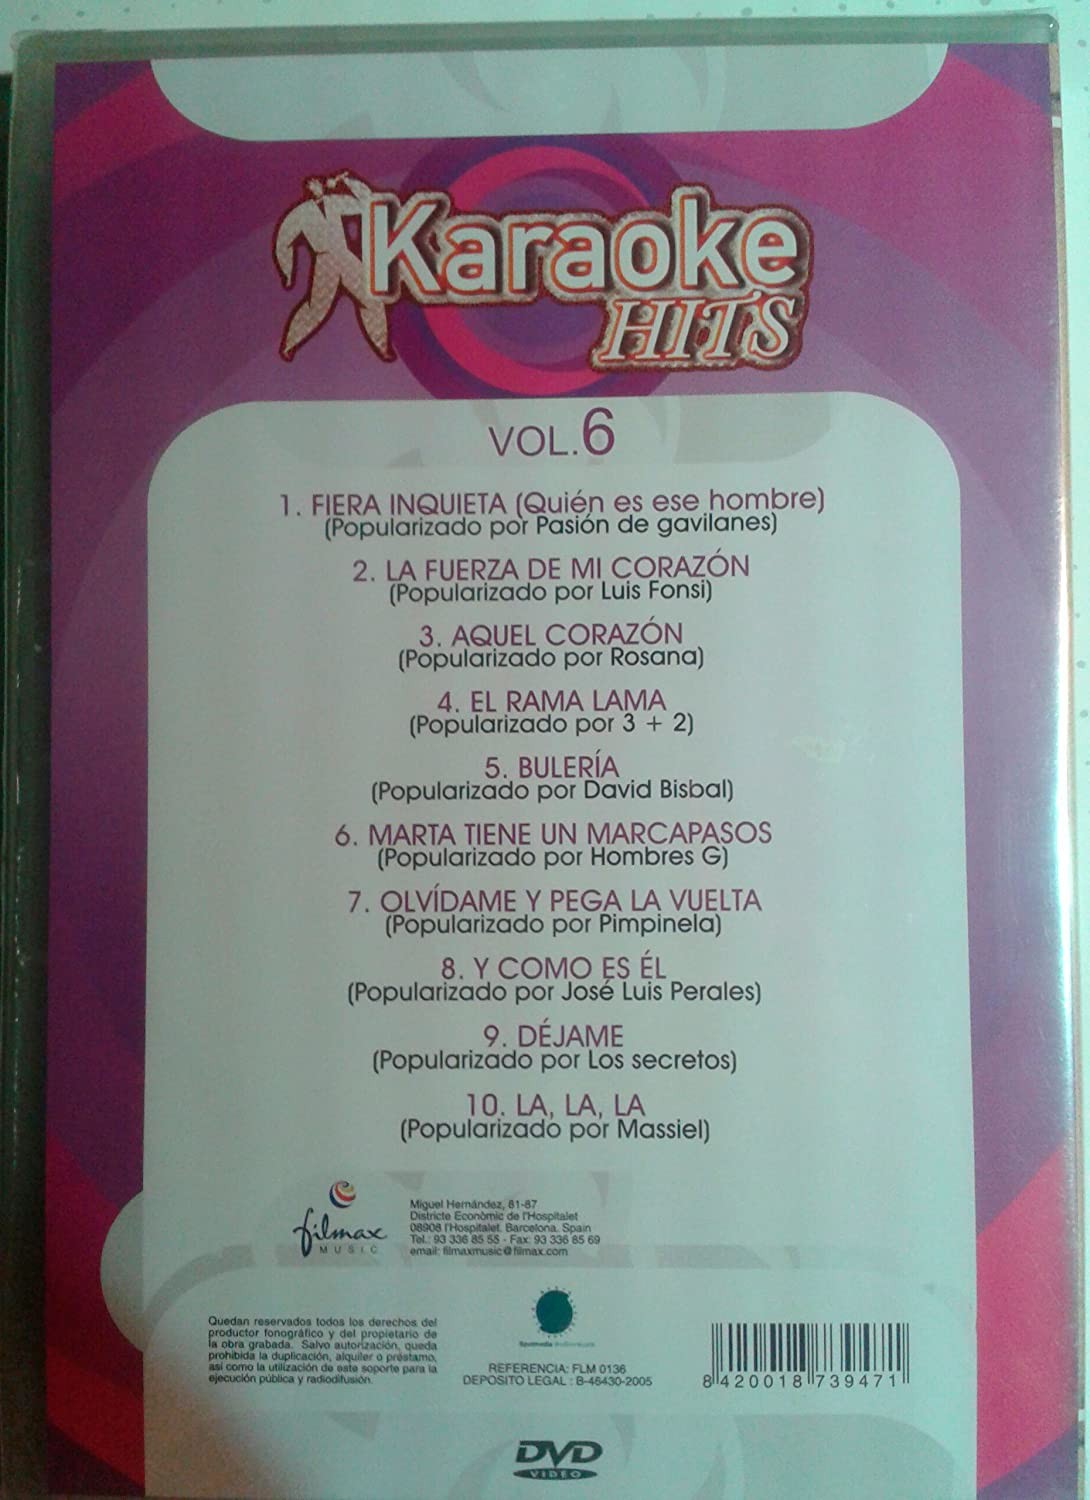 Karaoke
HITS
VOL.6
1. FIERA INQUIETA (Quién es ese hombre)
(Popularizado por Pasión de gavilanes)
2. LA FUERZA DE MI CORAZÓN
(Popularizado por Luis Fonsi)
3. AQUEL CORAZÓN
(Popularizado por Rosana)
4. EL RAMA LAMA
(Popularizado por 3 + 2)
5. BULERÍA
(Popularizado por David Bisbal)
6. MARTA TIENE UN MARCAPASOS
(Popularizado por Hombres G)
7. OLVÍDAME Y PEGA LA VUELTA
(Popularizado por Pimpinela)
8. Y COMO ES ÉL
(Popularizado por José Luis Perales)
9. DÉJAME
(Popularizado por Los secretos)
10. LA, LA, LA
(Popularizado por Massiel)
filmax
MUSIC
Miguel Hernández, 81-87
Districte Econòmic de l'Hospitalet
08908 l'Hospitalet. Barcelona. Spain
Tel.: 93 336 85 55 - Fax: 93 336 85 69
email: filmaxmusic@filmax.com
Quedan reservados todos los derechos del
productor fonográfico y del propietario de
la obra grabada. Salvo autorización, queda
prohibida la duplicación, alquiler o préstamo,
así como la utilización de este soporte para la
ejecución pública y radiodifusión.
REFERENCIA: FLM 0136
DEPOSITO LEGAL : B-46430-2005
8 420018 739471
DVD
VIDEO